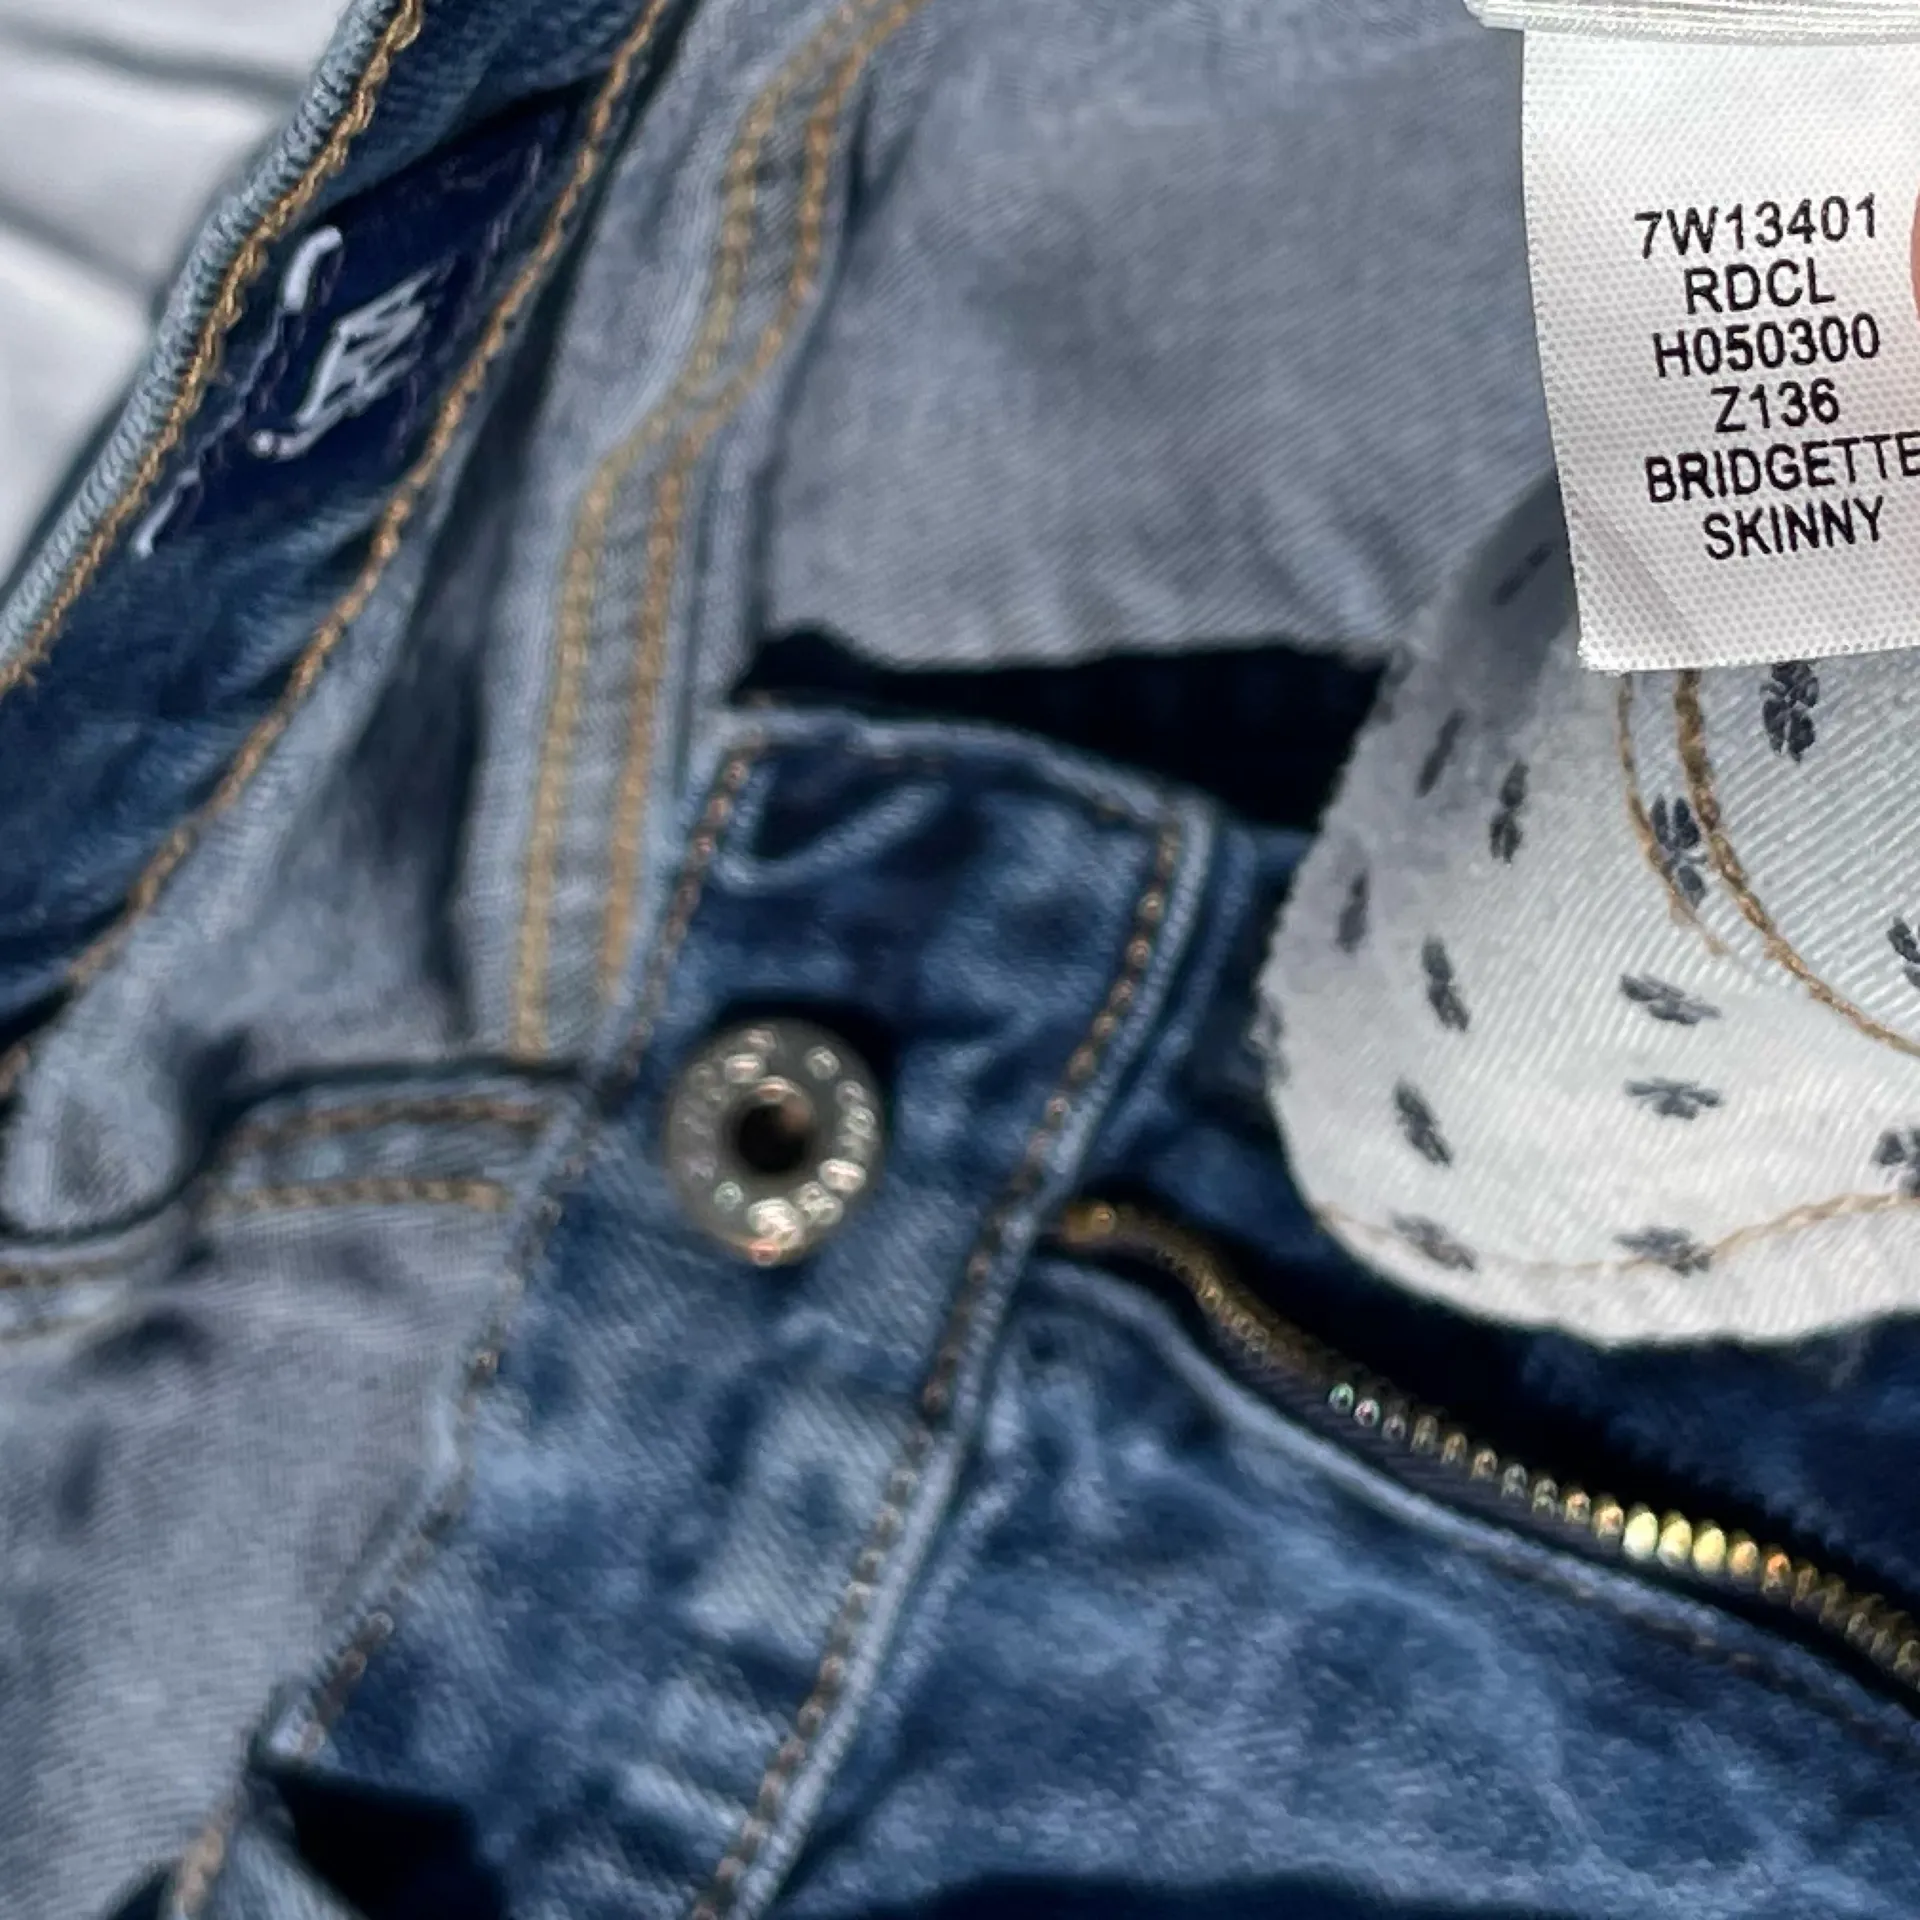 7W13401
RDCL
H050300
Z136
BRIDGETTE
SKINNY